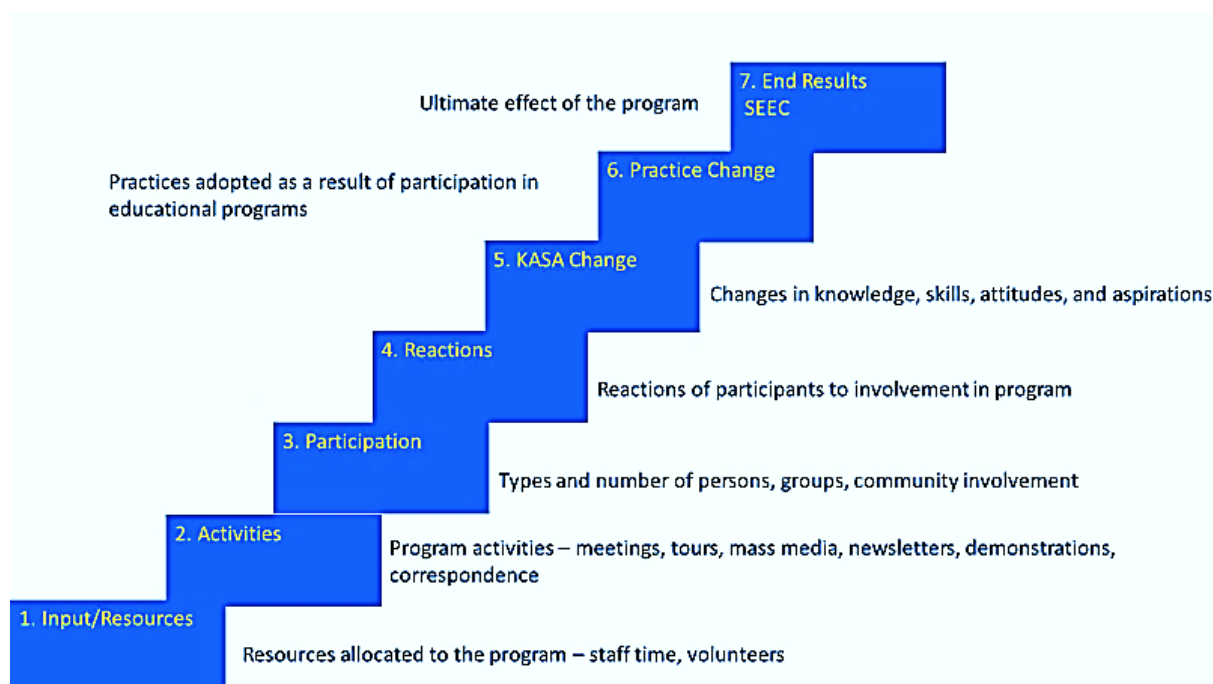 7. End Results
SEEC
Ultimate effect of the program
6. Practice Change
Practices adopted as a result of participation in
educational programs
5. KASA Change
Changes in knowledge, skills, attitudes, and aspirations
4. Reactions
Reactions of participants to involvement in program
3. Participation
Types and number of persons, groups, community involvement
2. Activities
Program activities – meetings, tours, mass media, newsletters, demonstrations,
correspondence
1. Input/Resources
Resources allocated to the program – staff time, volunteers